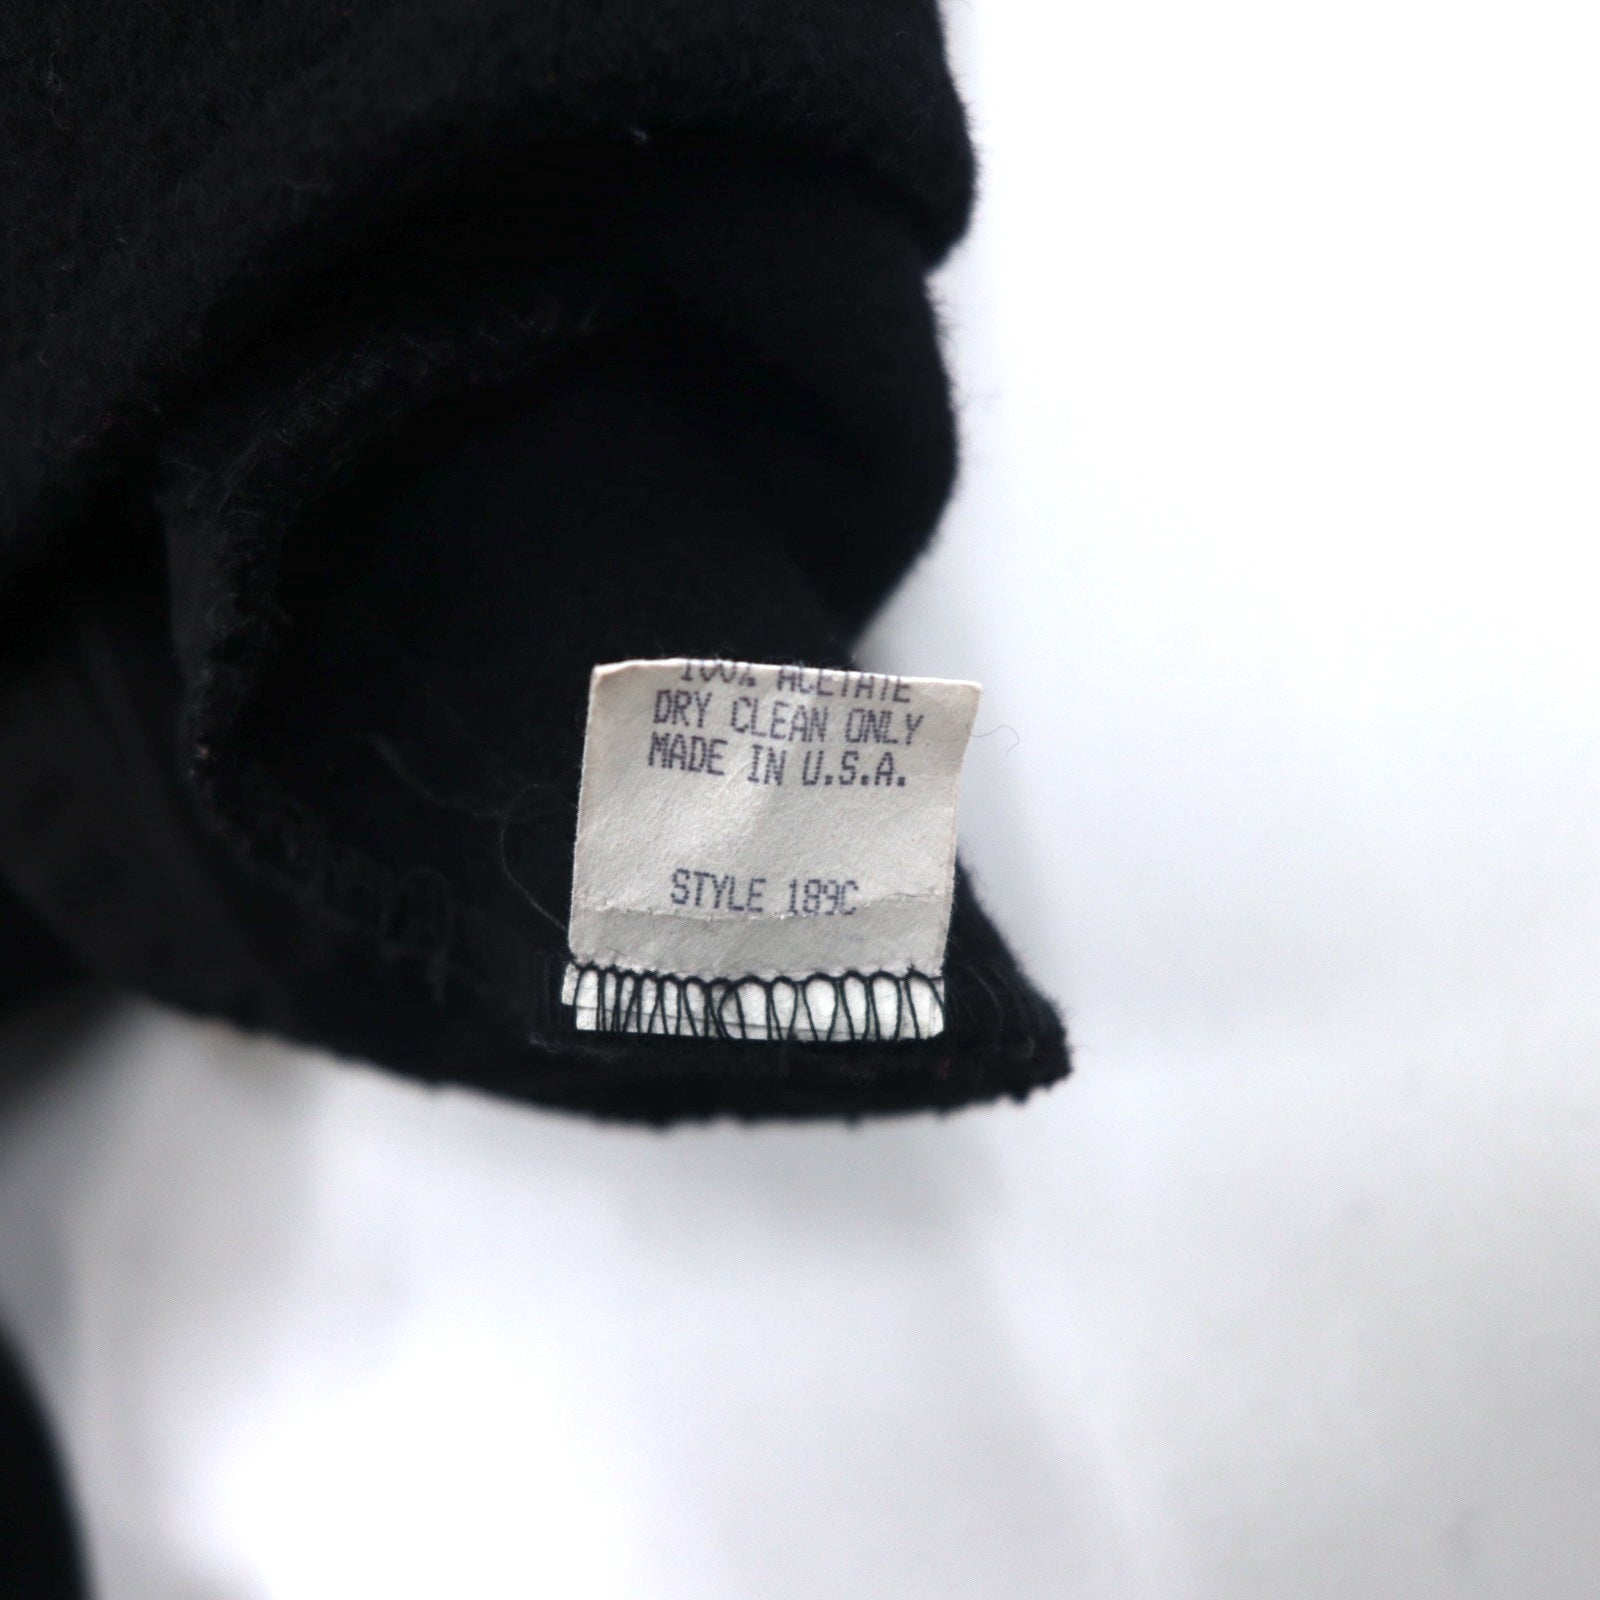 100% ACETATE
DRY CLEAN ONLY
MADE IN U.S.A.
STYLE 189C